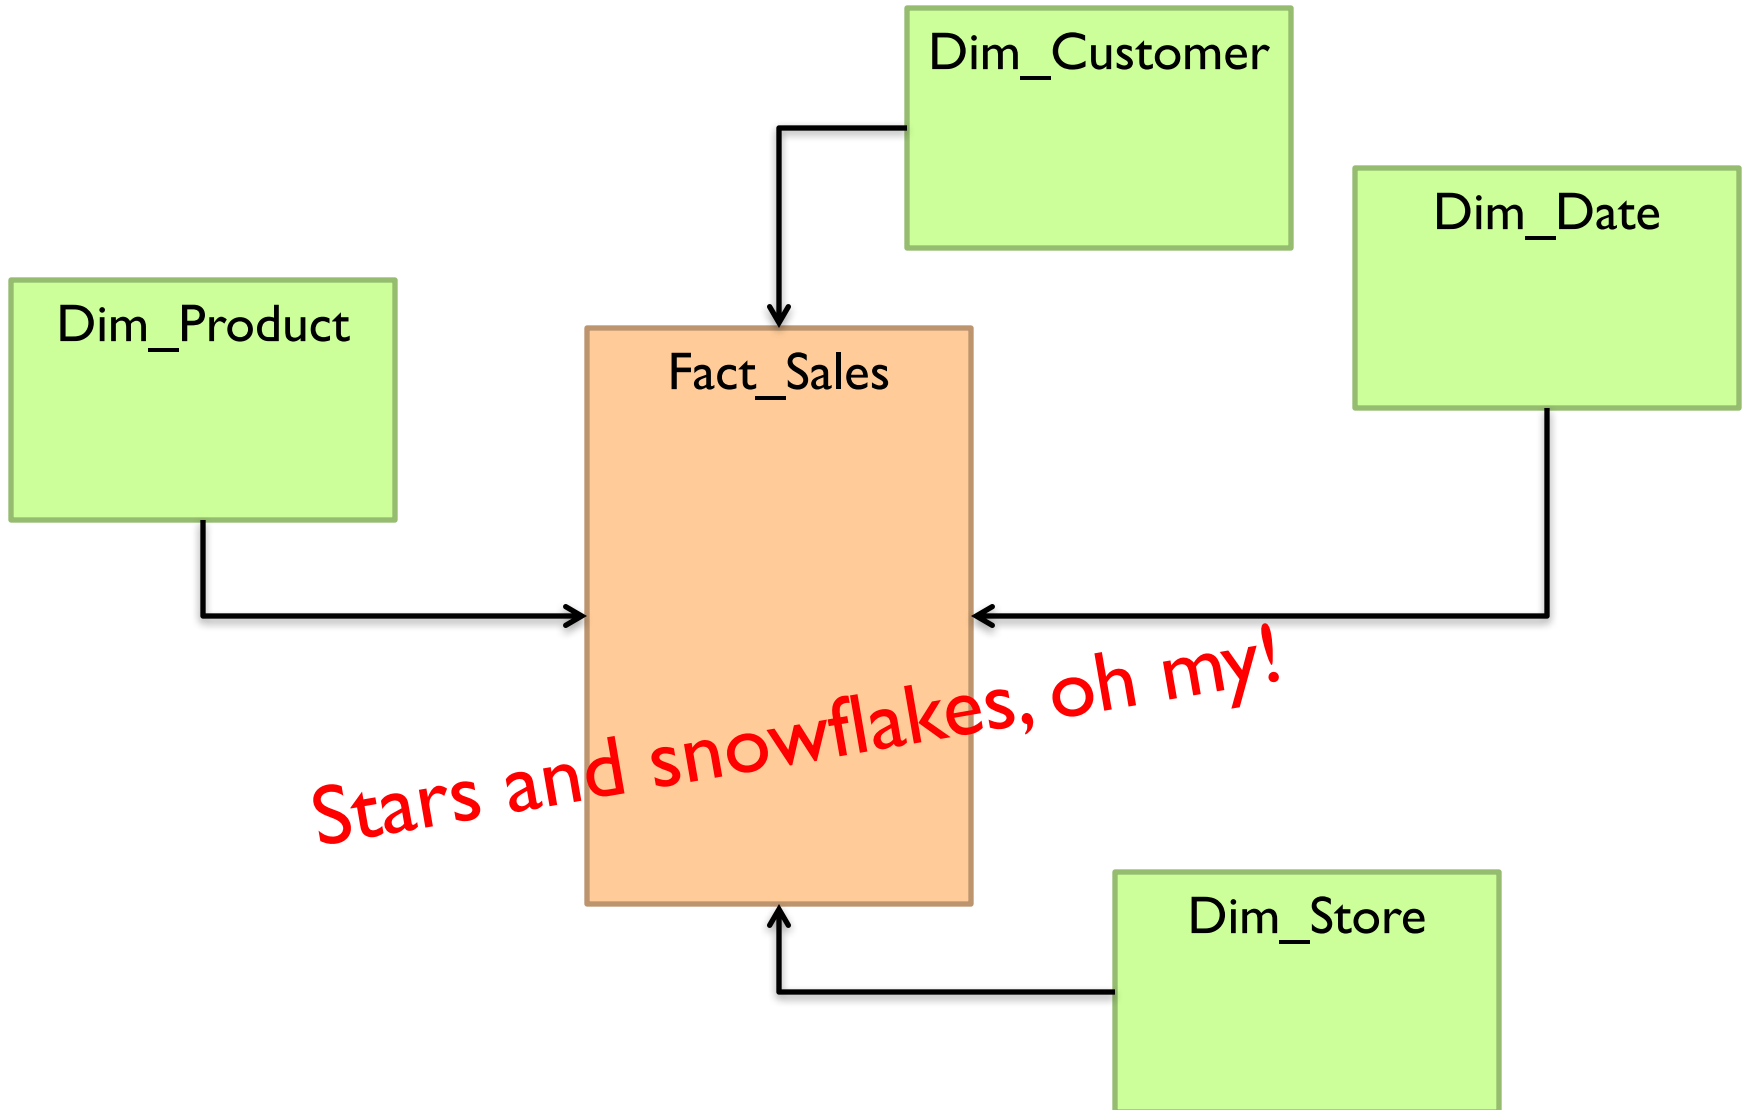 Dim_Customer
Dim_Date
Dim_Product
Fact_Sales
Stars and snowflakes, oh my!
Dim_Store